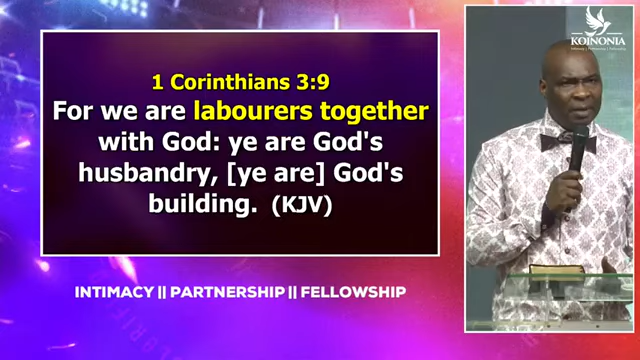 1 Corinthians 3:9
For we are labourers together
with God: ye are God's
husbandry, [ye are] God's
building. (KJV)
INTIMACY || PARTNERSHIP || FELLOWSHIP
KOINONIA